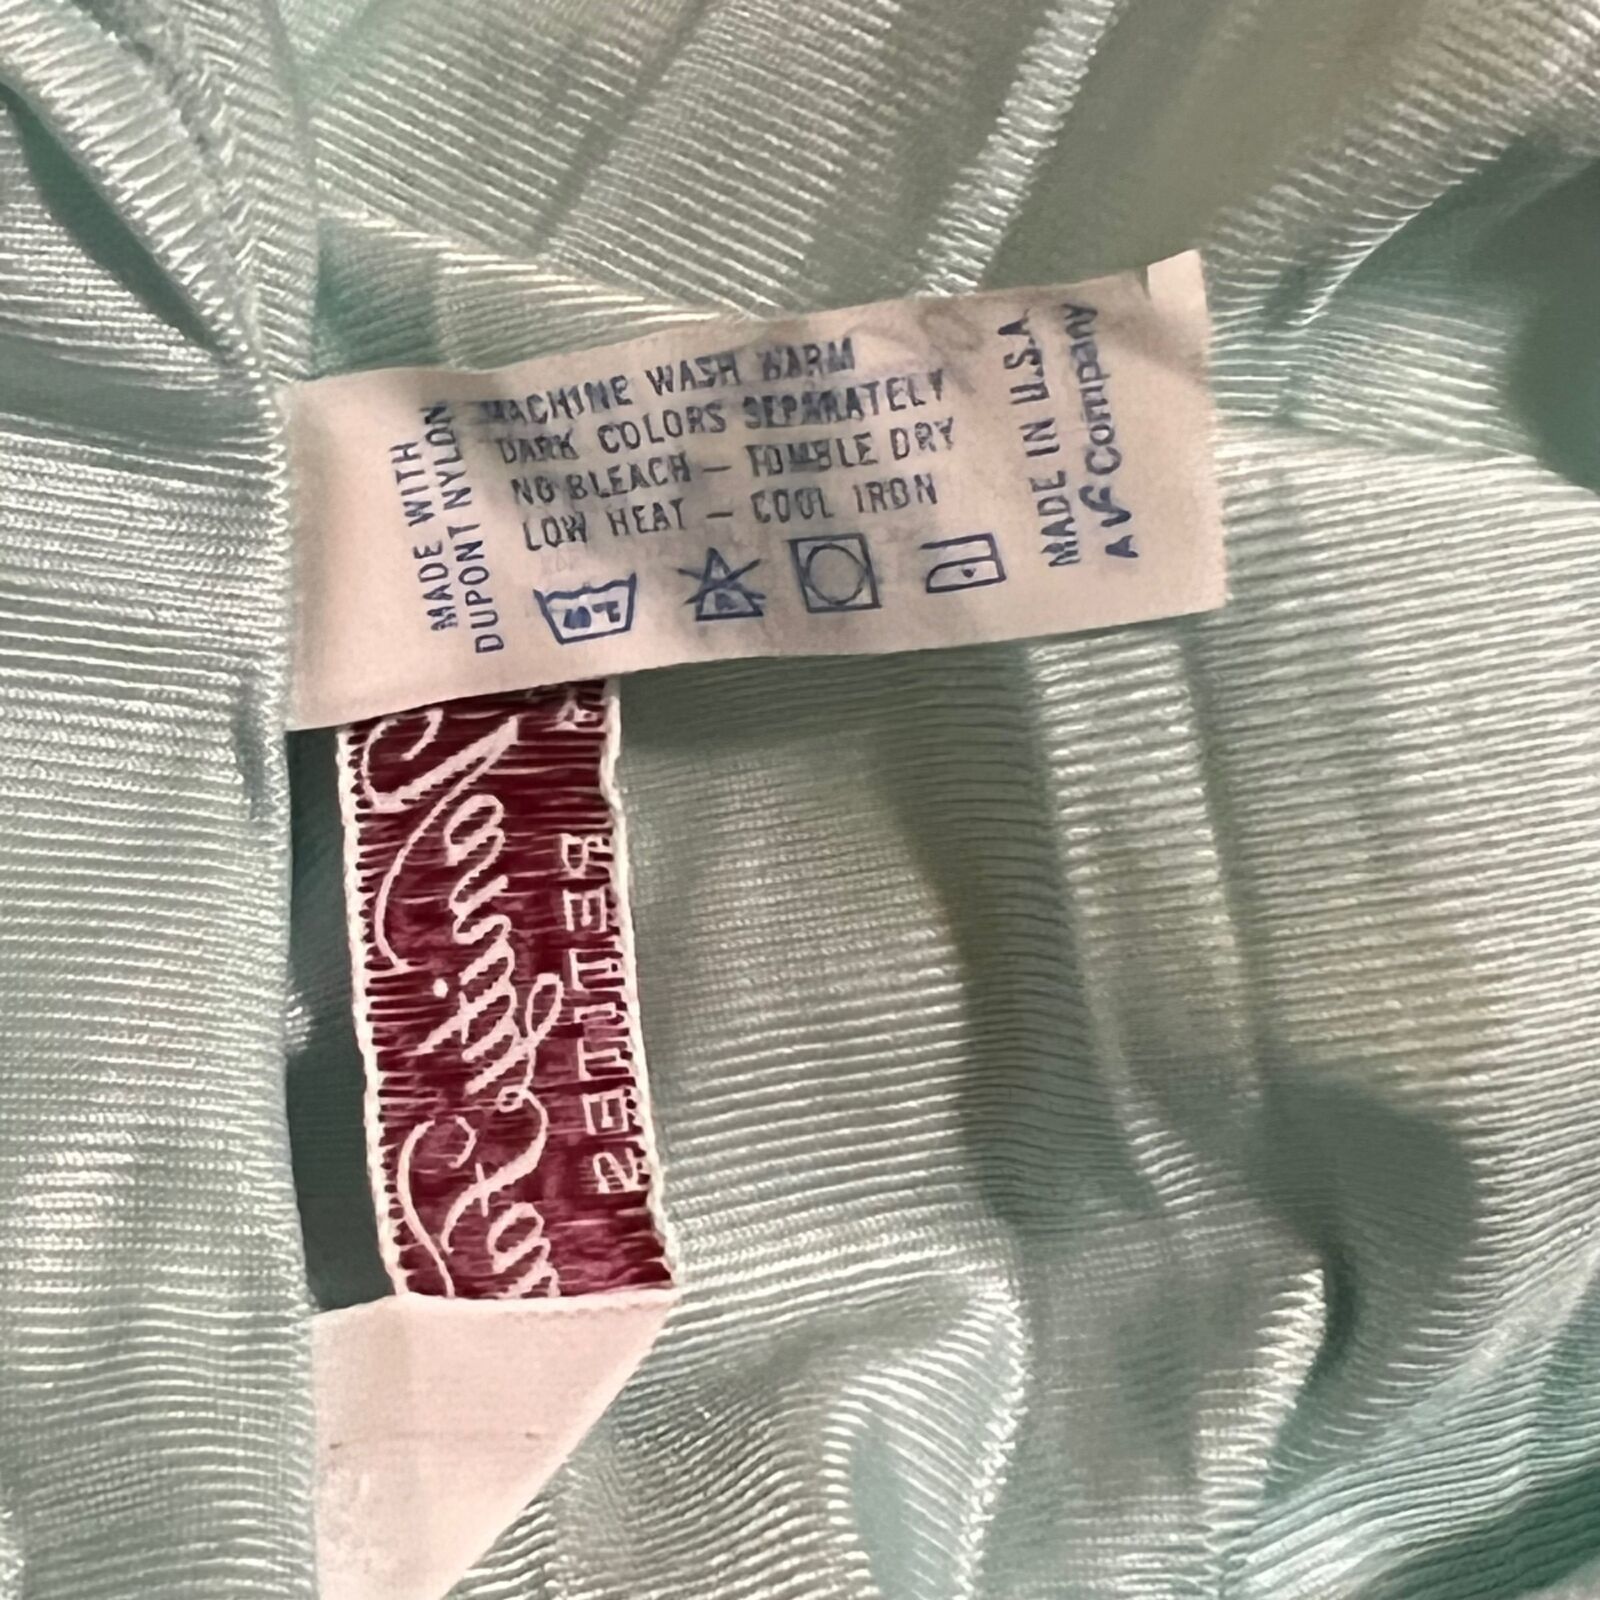 MACHINE WASH WARM
DARK COLORS SEPARATELY
NO BLEACH — TUMBLE DRY
LOW HEAT — COOL IRON
MADE WITH
DUPONT NYLON
MADE IN U.S.A.
A VF Company
PETITES